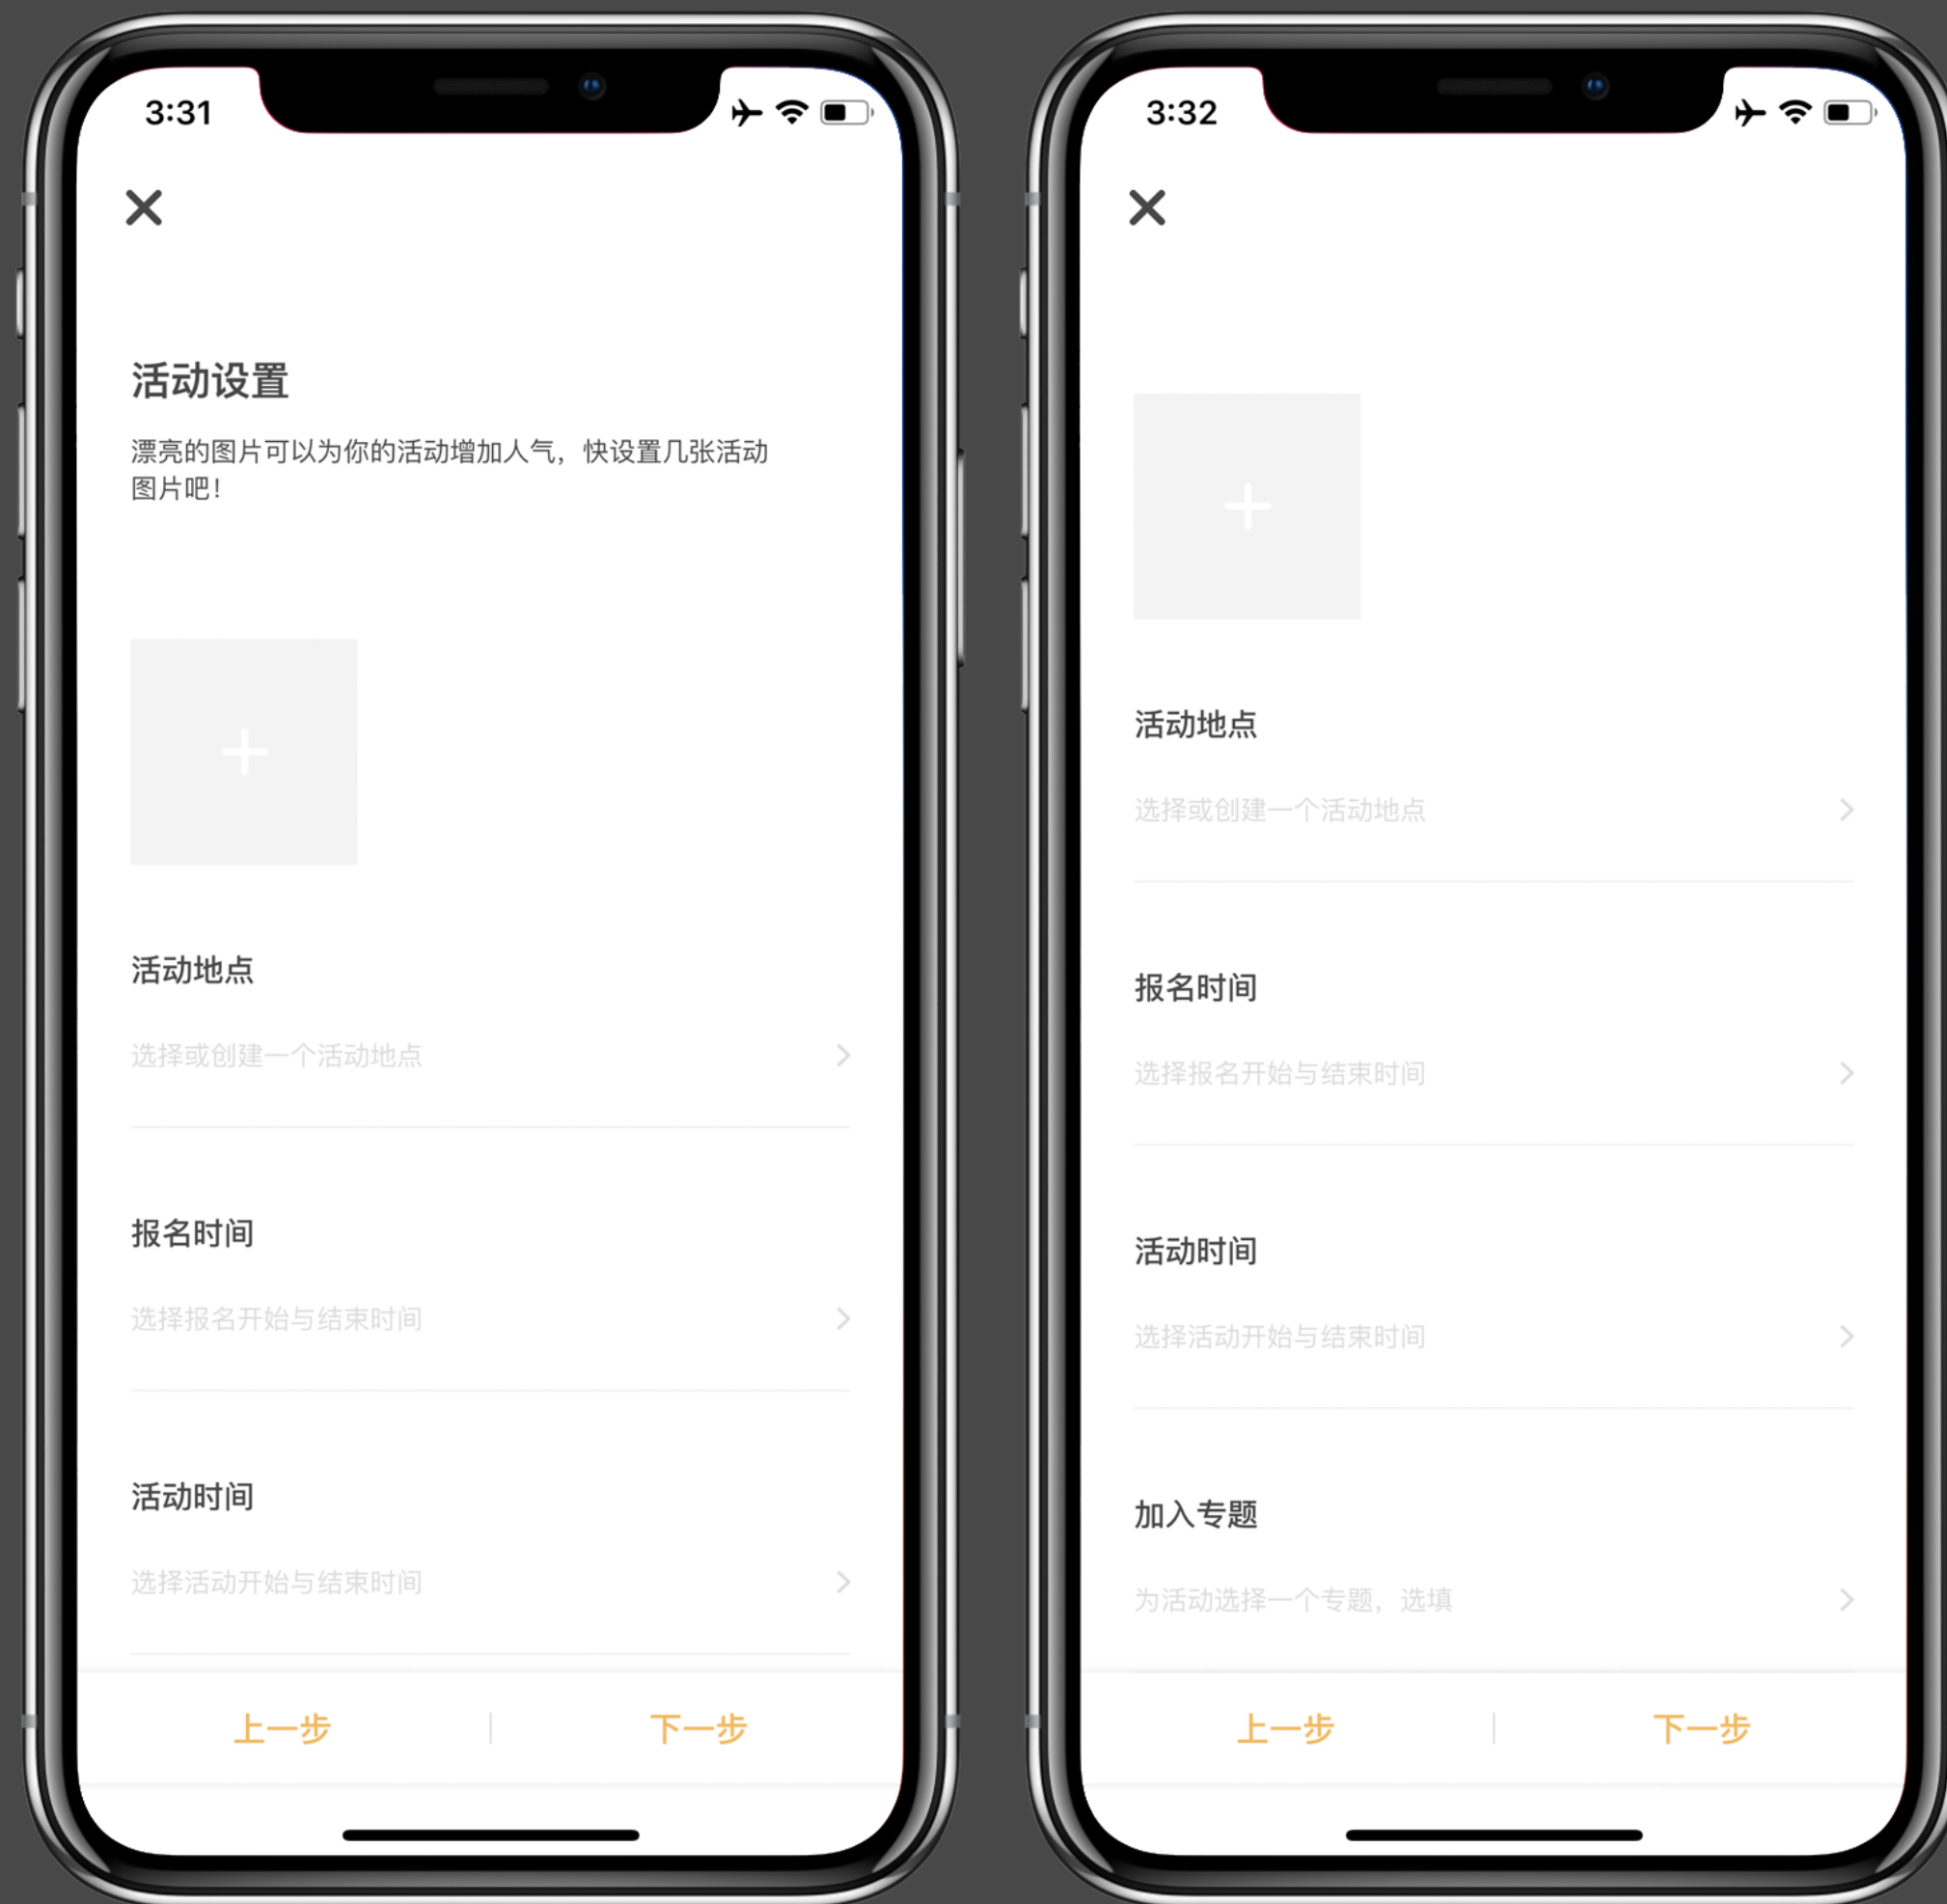 3:31
活动设置
漂亮的图片可以为你的活动增加人气，快设置几张活动
图片吧！
活动地点
选择或创建一个活动地点
报名时间
选择报名开始与结束时间
活动时间
选择活动开始与结束时间
上一步
下一步
3:32
活动地点
选择或创建一个活动地点
报名时间
选择报名开始与结束时间
活动时间
选择活动开始与结束时间
加入专题
为活动选择一个专题，选填
上一步
下一步